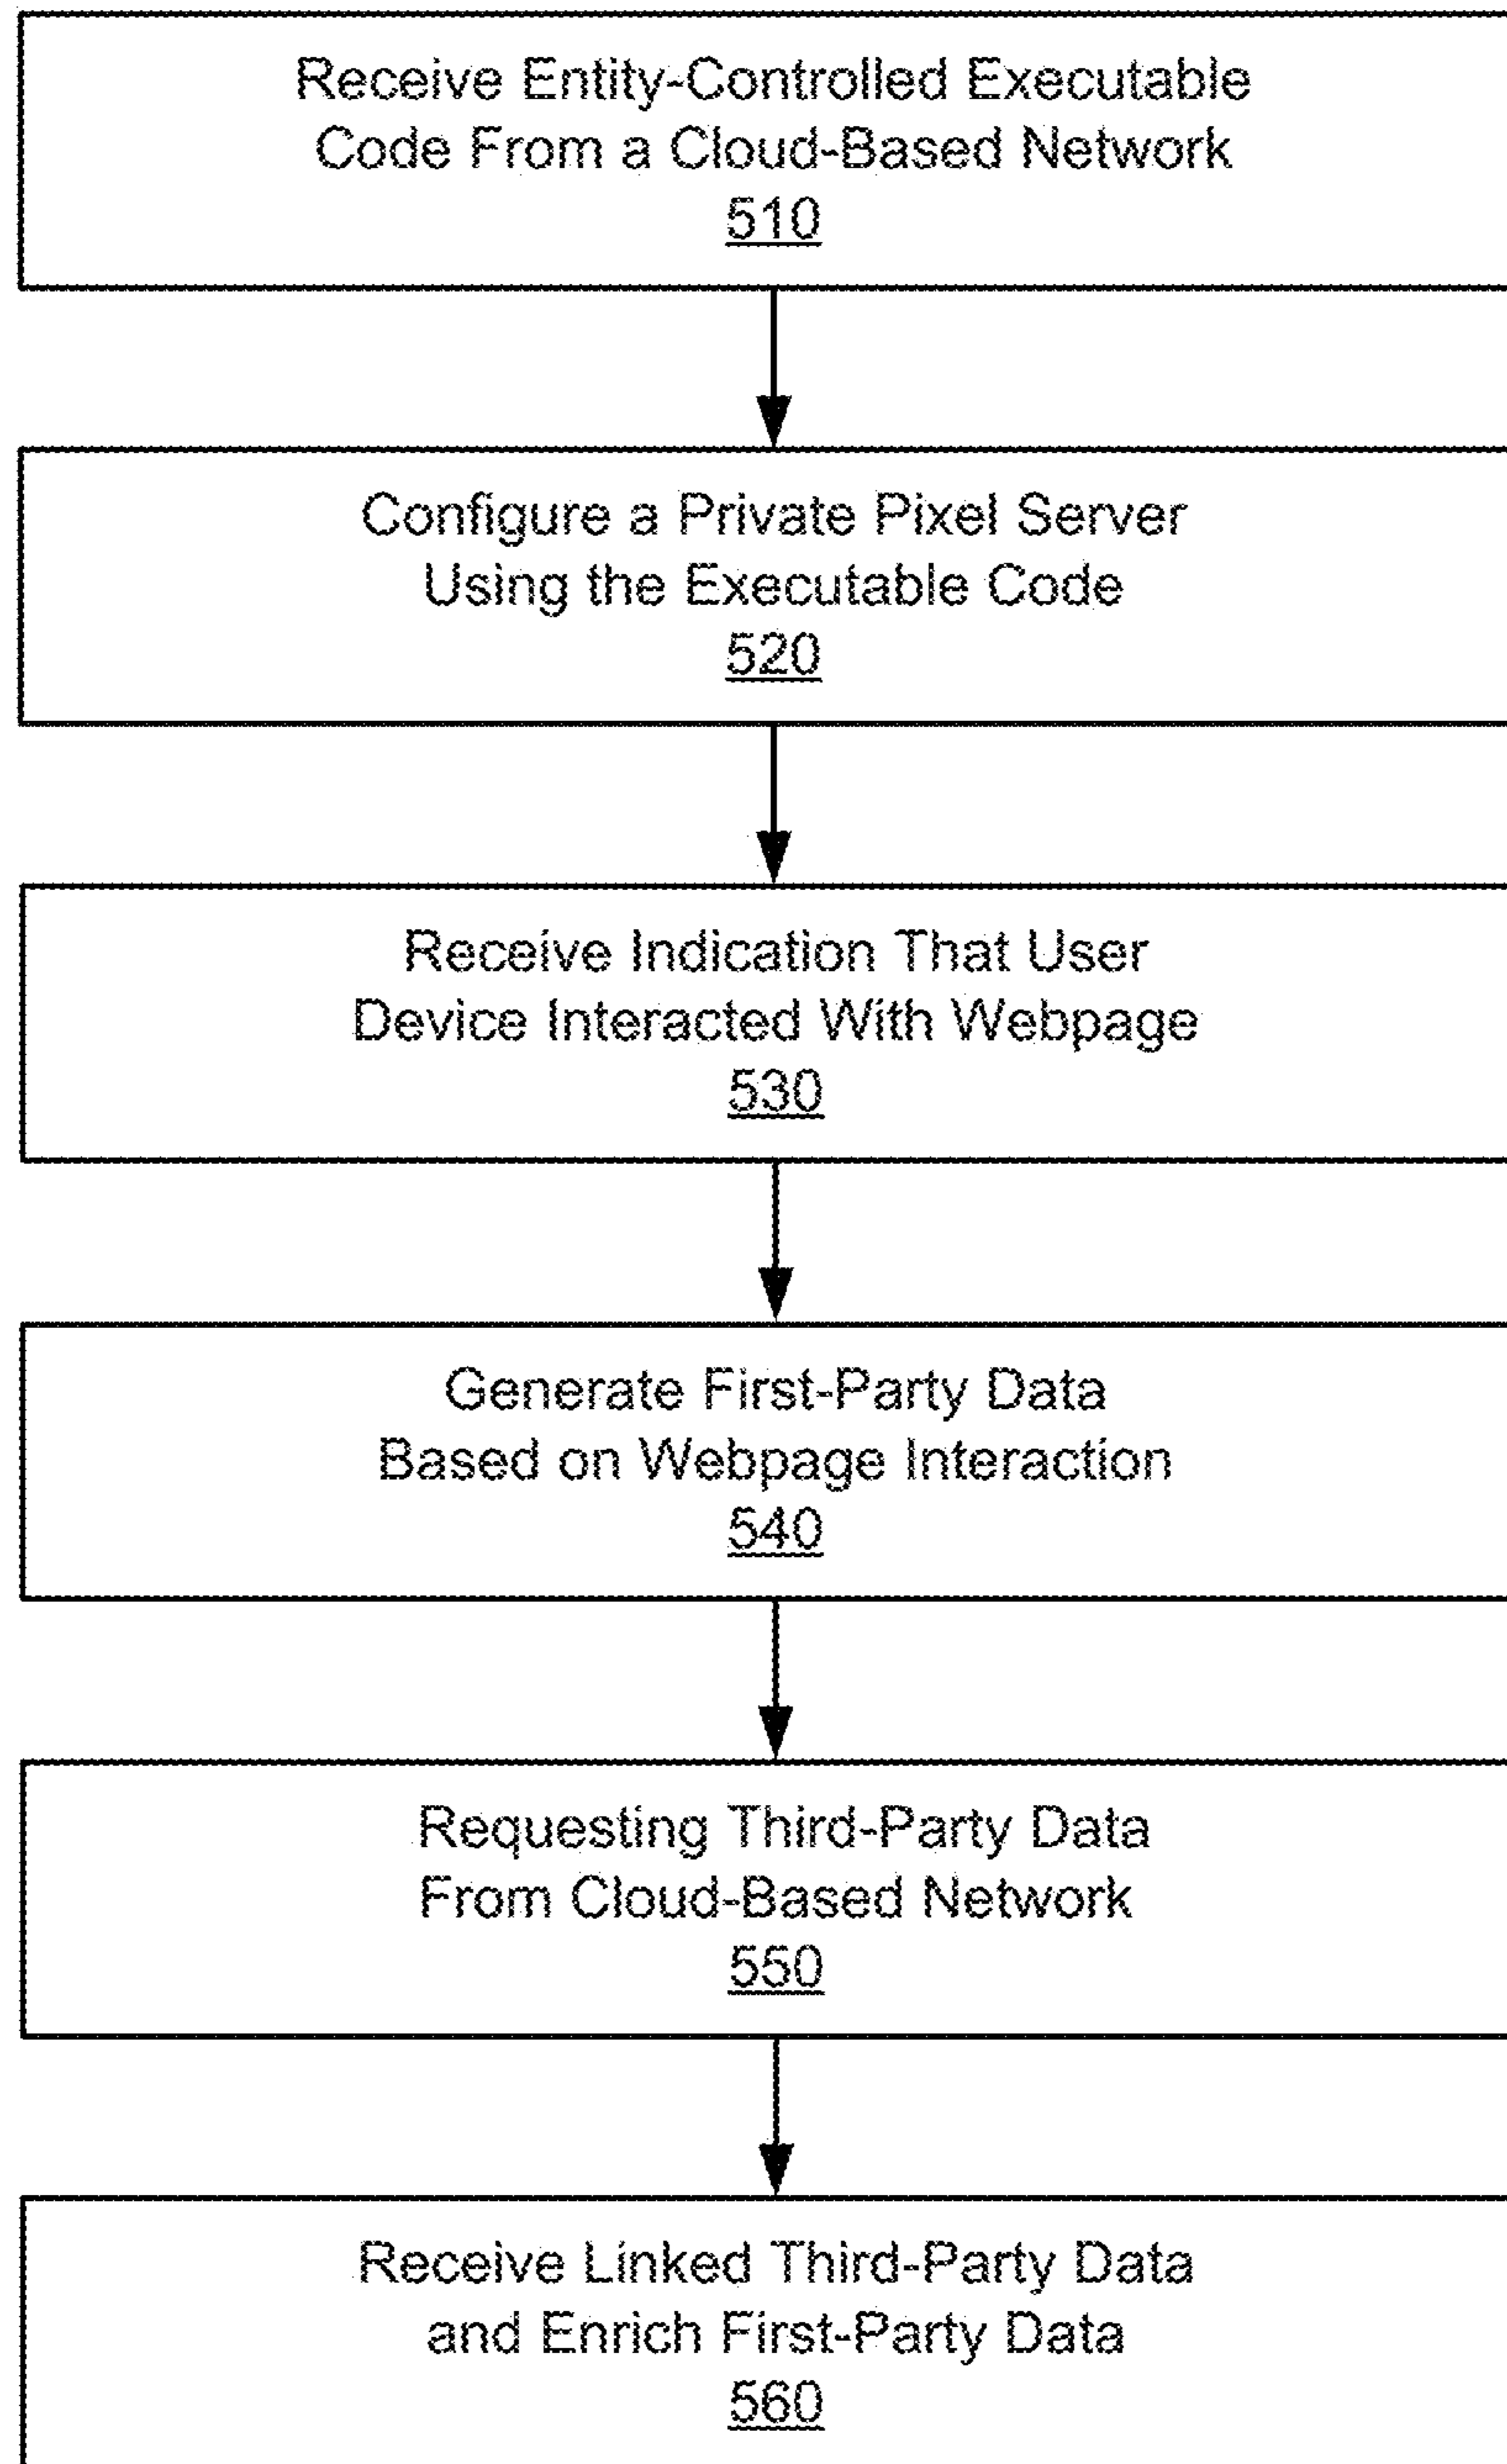 Receive Entity-Controlled Executable
Code From a Cloud-Based Network
510
Configure a Private Pixel Server
Using the Executable Code
520
Receive Indication That User
Device Interacted With Webpage
530
Generate First-Party Data
Based on Webpage Interaction
540
Requesting Third-Party Data
From Cloud-Based Network
550
Receive Linked Third-Party Data
and Enrich First-Party Data
560